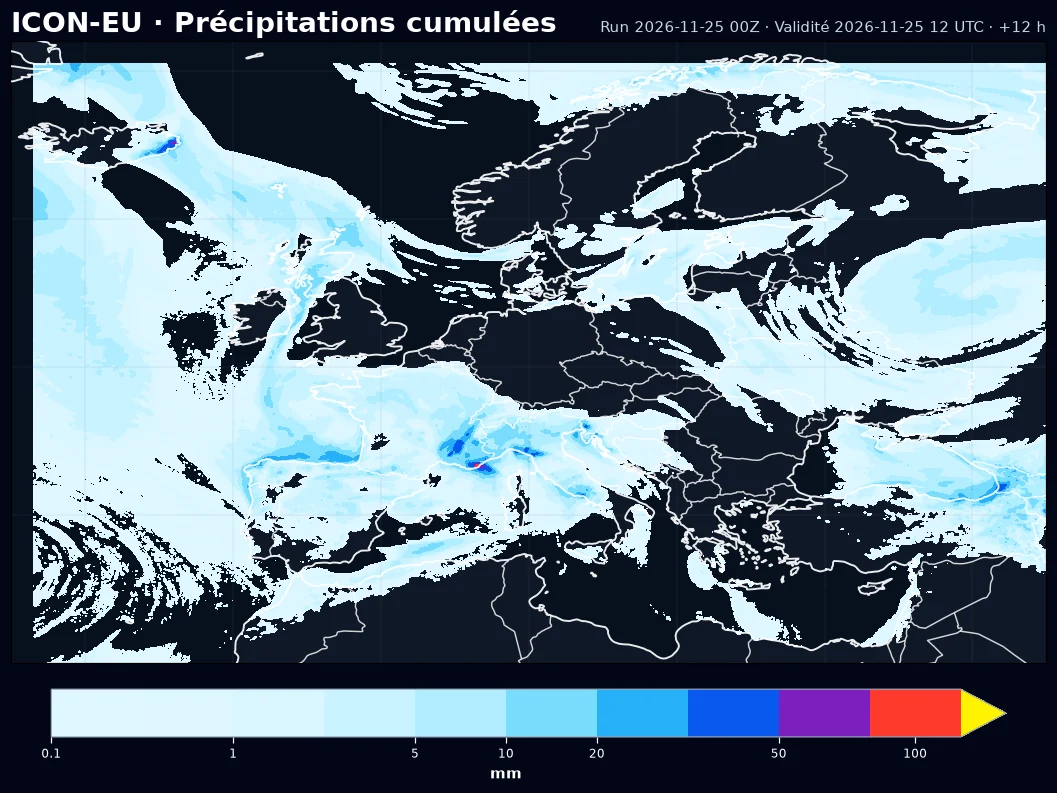 ICON-EU · Précipitations cumulées
Run 2026-11-25 00Z · Validité 2026-11-25 12 UTC · +12 h
0.1 1 5 10 20 50 100
mm